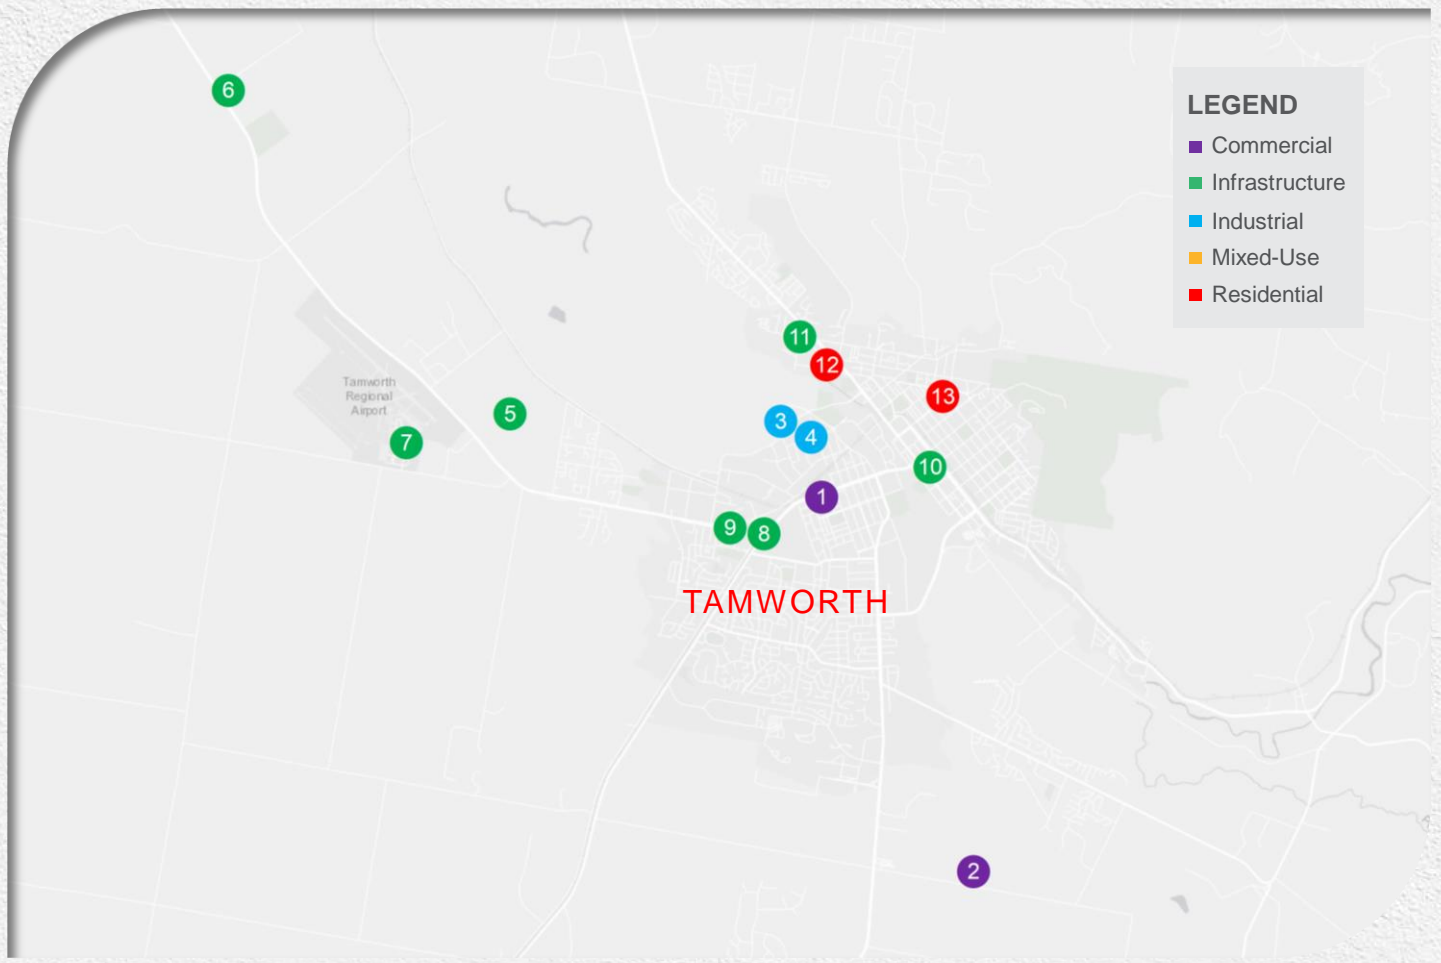 6
LEGEND
Commercial
Infrastructure
Industrial
Mixed-Use
Residential
11
12
Tamworth
Regional
Airport
13
5
3
4
7
10
1
9
8
TAMWORTH
2